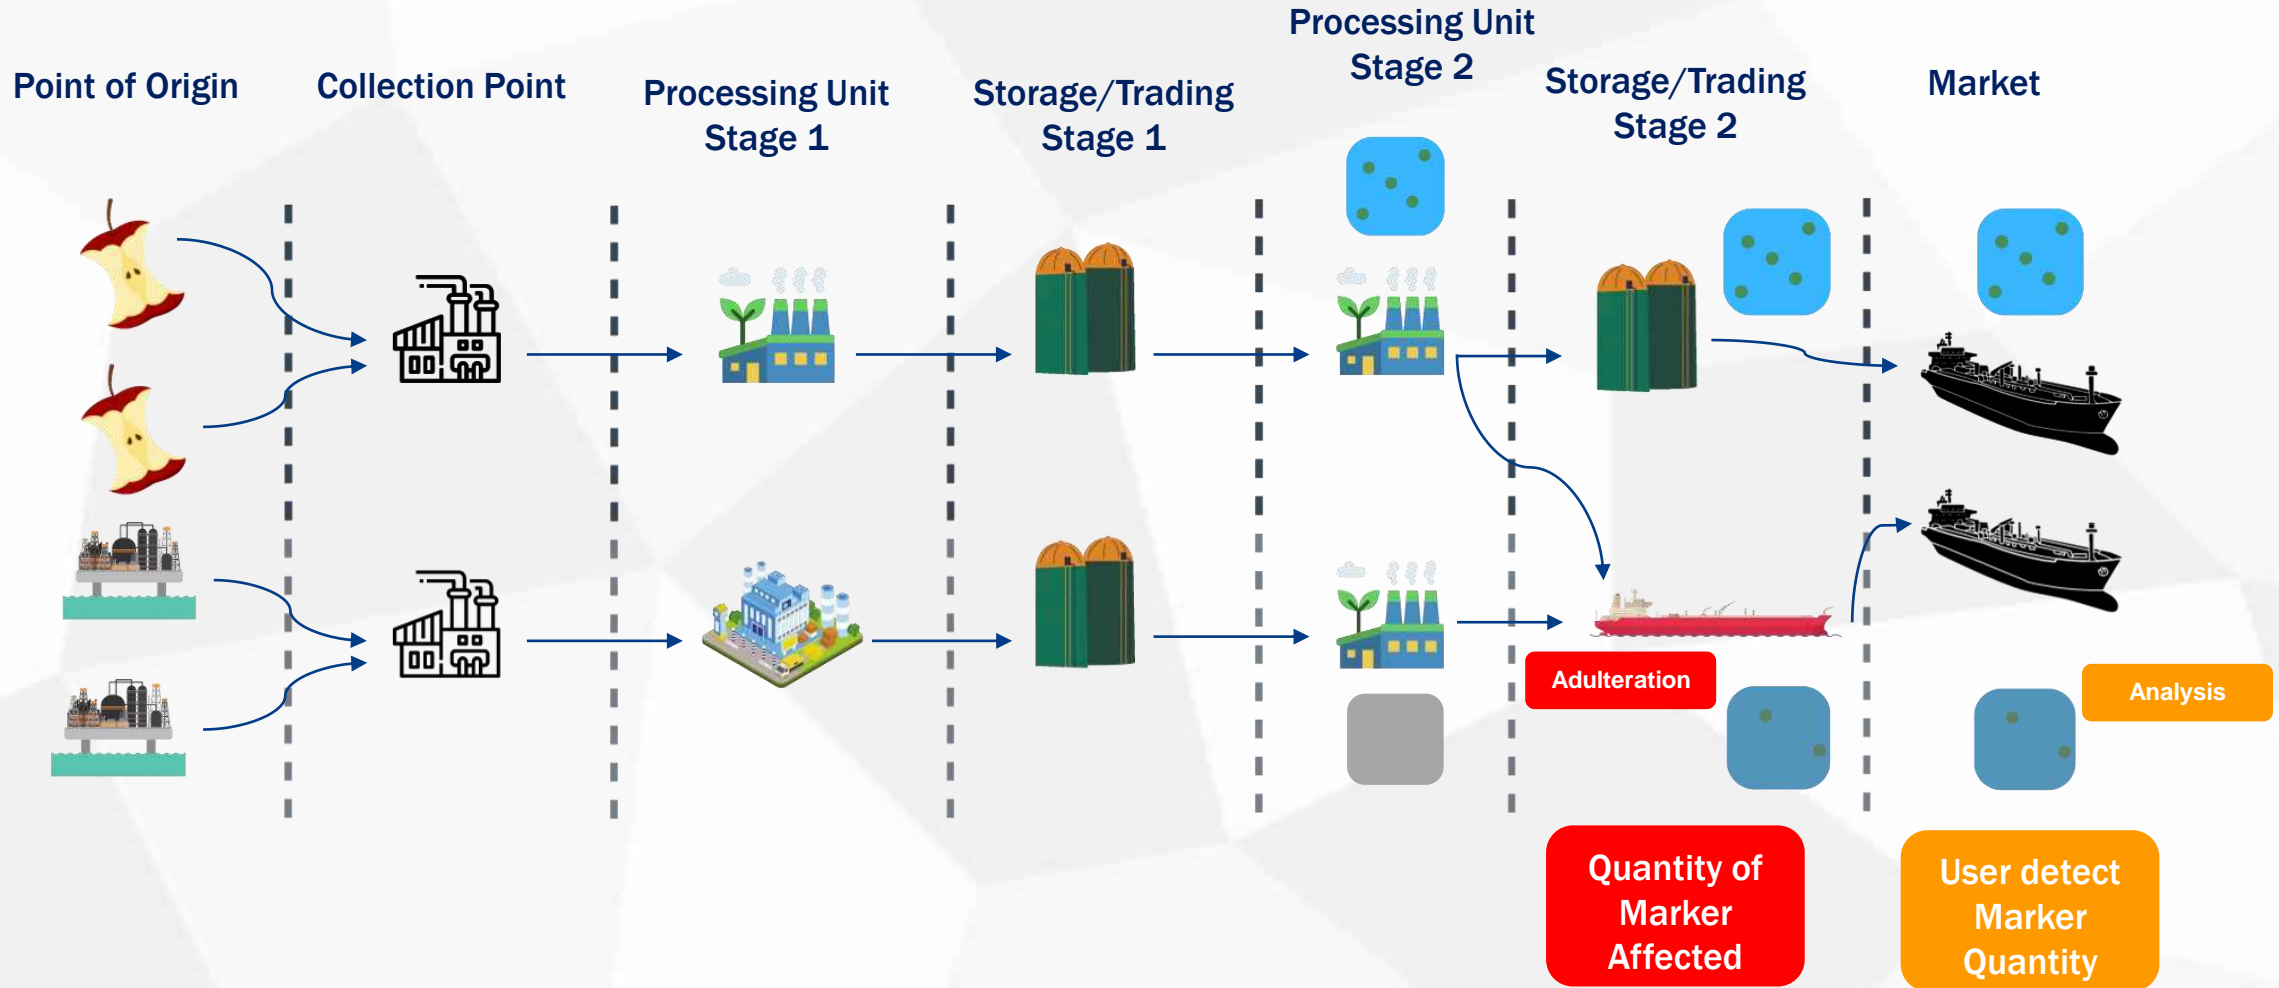 Point of Origin
Collection Point
Processing Unit
Stage 1
Storage/Trading
Stage 1
Processing Unit
Stage 2
Storage/Trading
Stage 2
Market
Adulteration
Analysis
Quantity of
Marker
Affected
User detect
Marker
Quantity